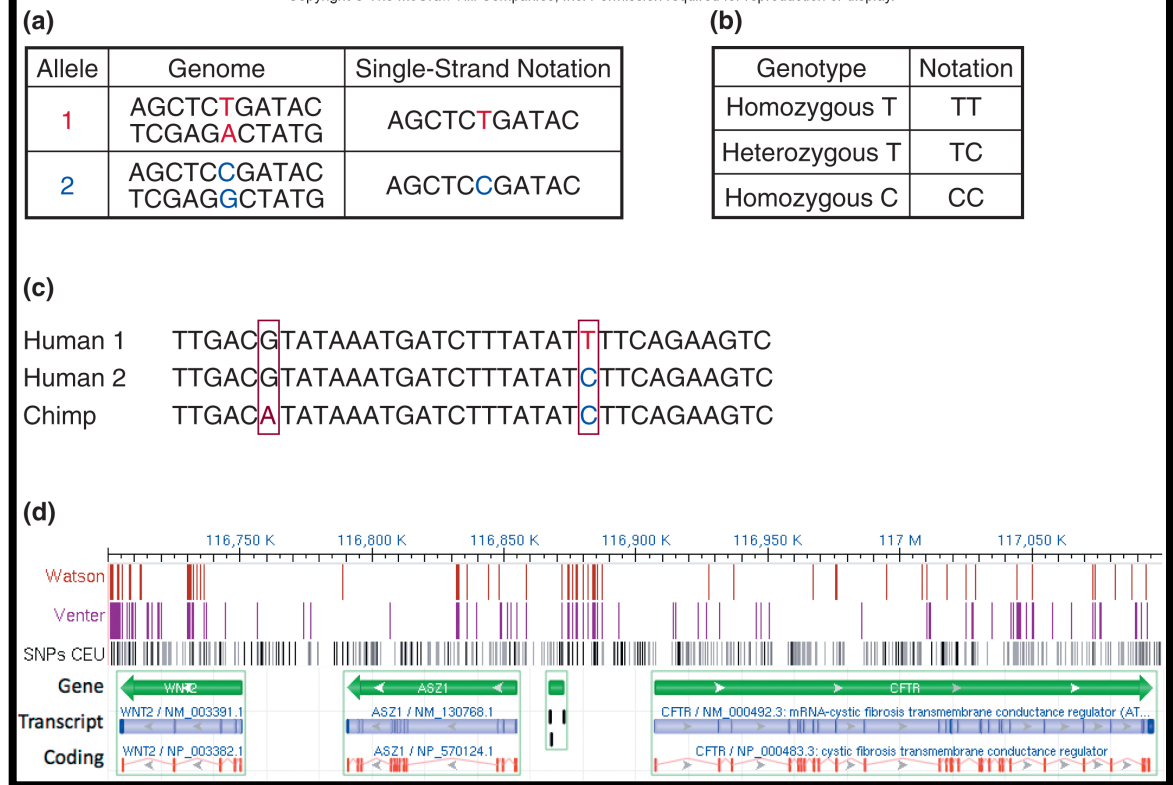 (a)
Allele Genome Single-Strand Notation
1 AGCTCTGATAC AGCTCTGATAC
TCGAGACTATG
2 AGCTCCGATAC AGCTCCGATAC
TCGAGGCTATG
(b)
Genotype Notation
Homozygous T TT
Heterozygous T TC
Homozygous C CC
(c)
Human 1 TTGACGTATAAATGATCTTTATATTTTCAGAAGTC
Human 2 TTGACGTATAAATGATCTTTATATCTTCAGAAGTC
Chimp TTGACATATAAATGATCTTTATATCTTCAGAAGTC
(d)
116,750 K 116,800 K 116,850 K 116,900 K 116,950 K 117 M 117,050 K
Watson
Venter
SNPs CEU
Gene WNT2 ASZ1 CFTR
WNT2 / NM_003391.1 ASZ1 / NM_130768.1 CFTR / NM_000492.3: mRNA-cystic fibrosis transmembrane conductance regulator (AT...
Transcript
WNT2 / NP_003382.1 ASZ1 / NP_570124.1 CFTR / NP_000483.3: cystic fibrosis transmembrane conductance regulator
Coding